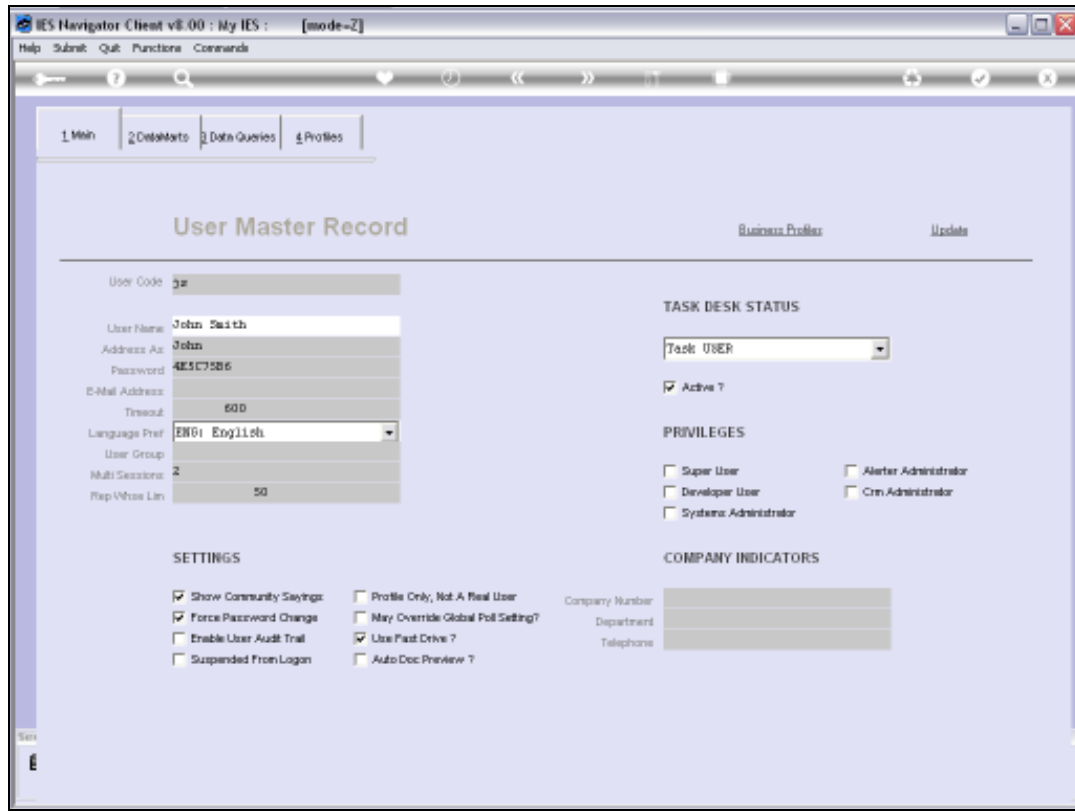 IES Navigator Client v8.00 : My IES : [mode=Z]
Help Submit Quit Functions Commands
1 Main 2 DataMarts 3 Data Queries 4 Profiles
User Master Record Business Profiles Update
User Code js
TASK DESK STATUS
User Name John Smith
Address As John Task USER
Password 4E5C75B6
E-Mail Address Active ?
Timeout 600
Language Pref ENG: English PRIVILEGES
User Group
Multi Sessions 2 Super User Alerter Administrator
Rep Whse Lim 50 Developer User Crm Administrator
Systems Administrator
SETTINGS COMPANY INDICATORS
Show Community Sayings Profile Only, Not A Real User Company Number
Force Password Change May Override Global Poll Setting? Department
Enable User Audit Trail Use Fast Drive ? Telephone
Suspended From Logon Auto Doc Preview ?